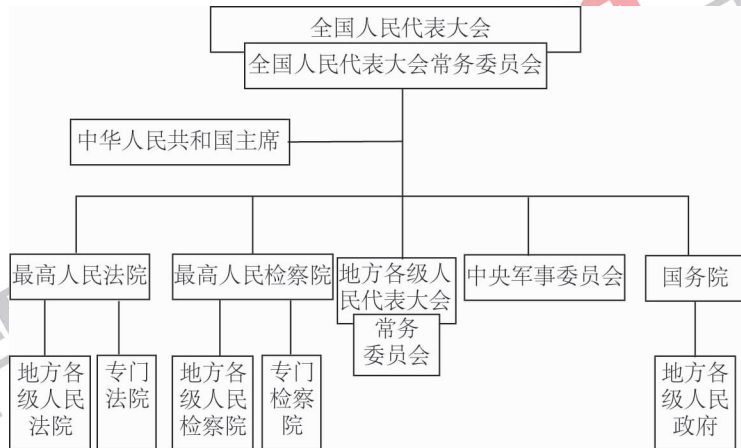 全国人民代表大会
全国人民代表大会常务委员会
中华人民共和国主席
最高人民法院
最高人民检察院
地方各级人
民代表大会
常务
委员会
中央军事委员会
国务院
地方各
级人民
法院
专门
法院
地方各
级人民
检察院
专门
检察
院
地方各
级人民
政府